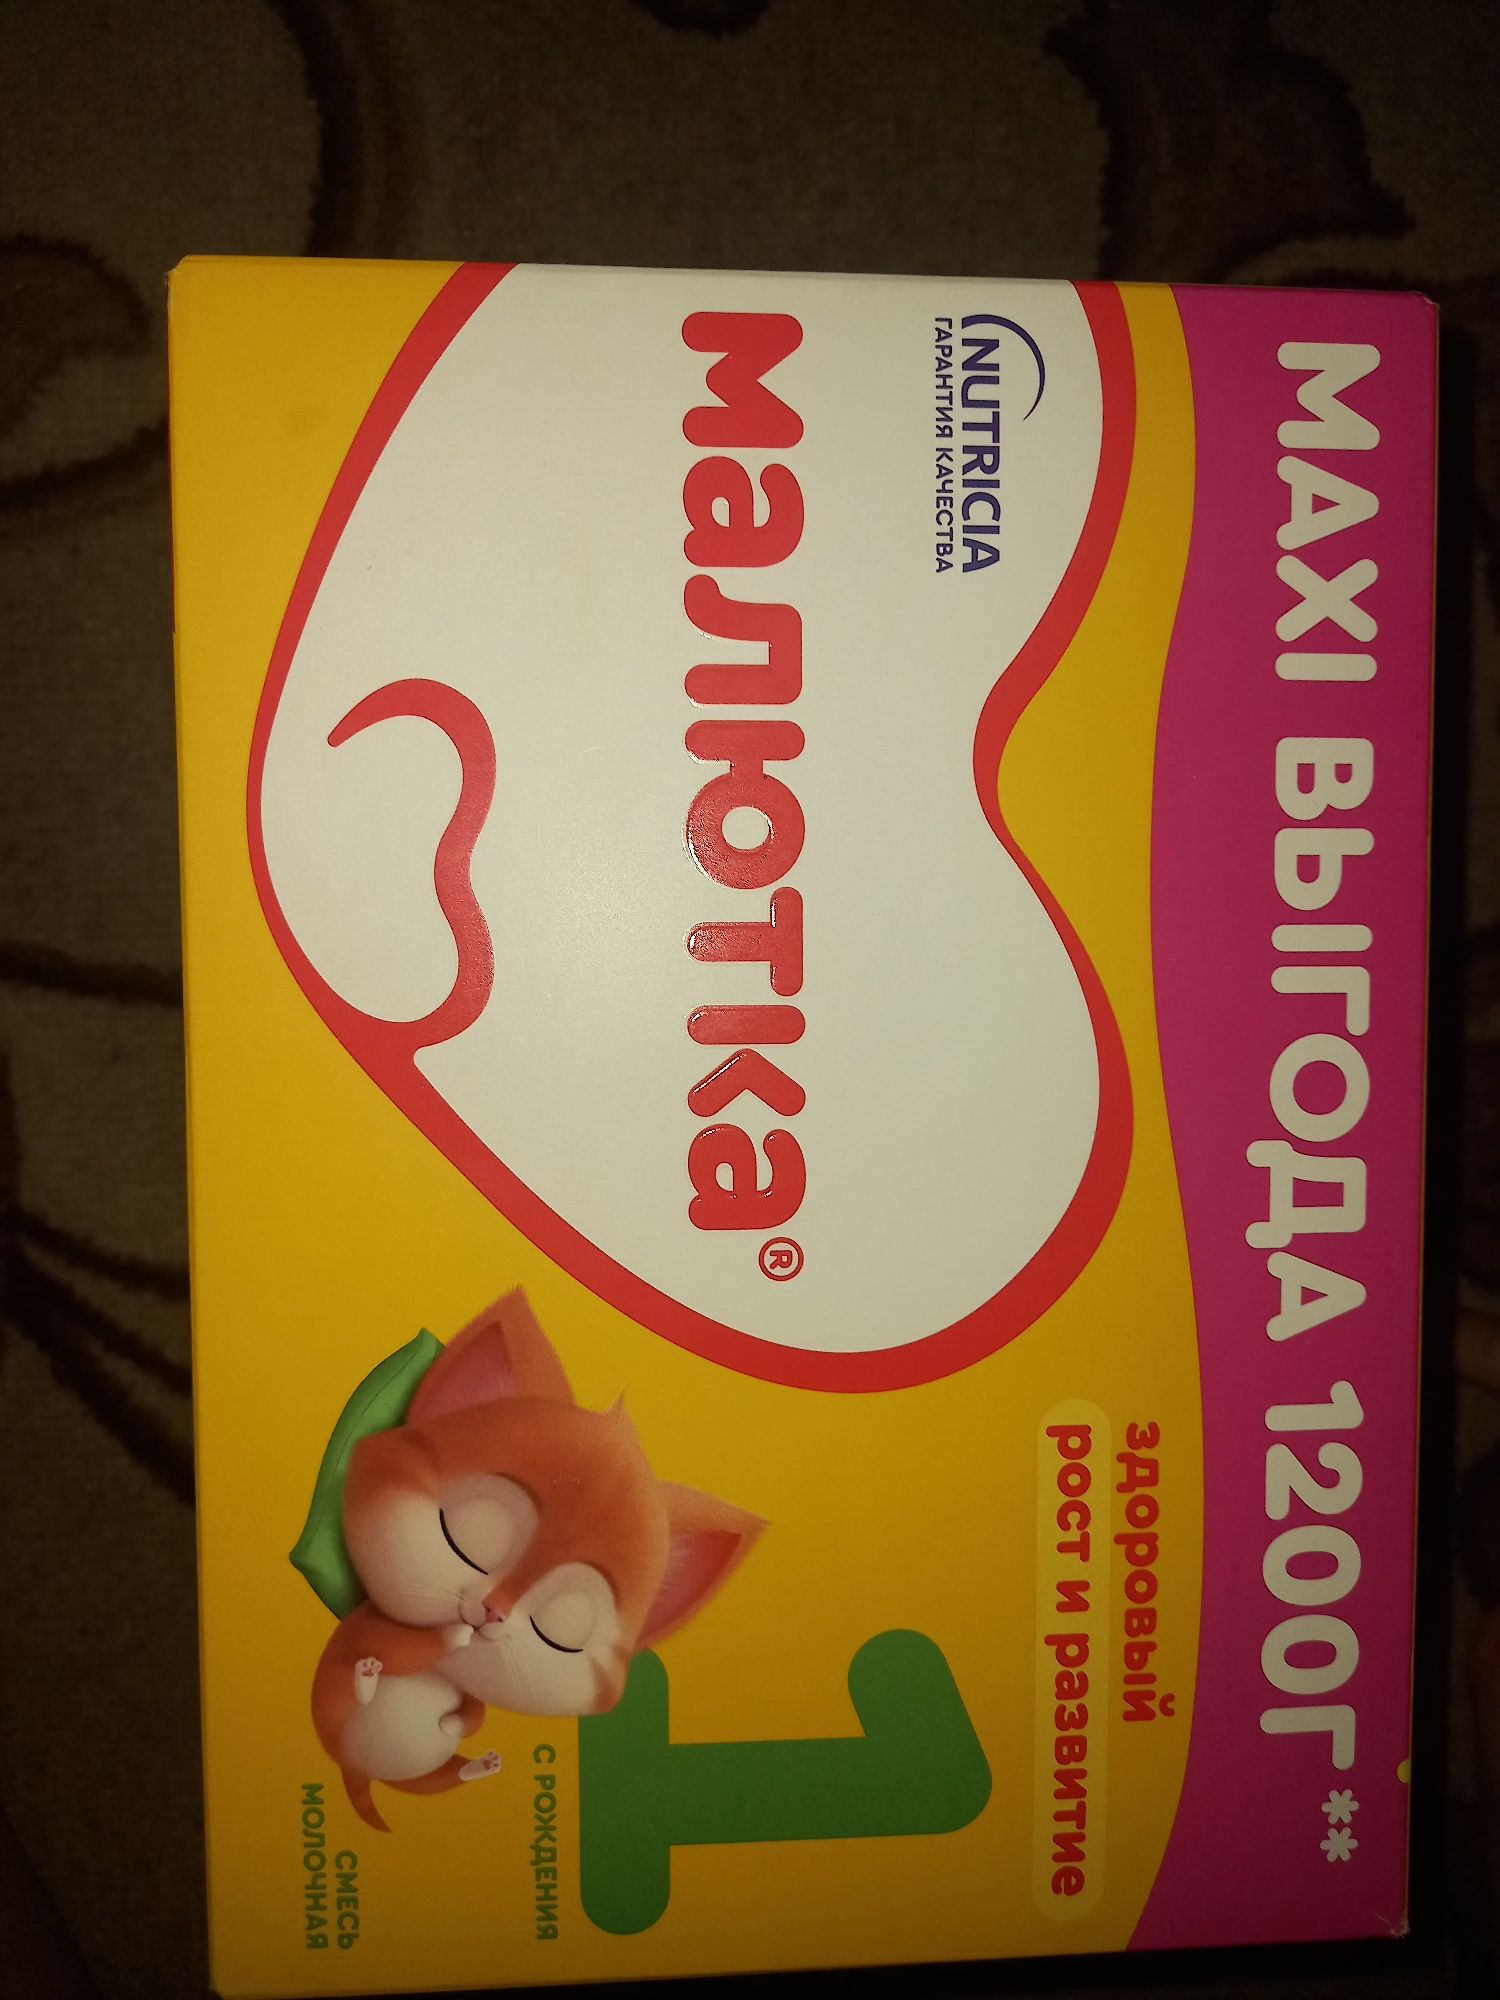 MAXI ВЫГОДА 1200Г**
NUTRICIA
ГАРАНТИЯ КАЧЕСТВА
малютка®
здоровый
рост и развитие
1
С РОЖДЕНИЯ
СМЕСЬ
МОЛОЧНАЯ